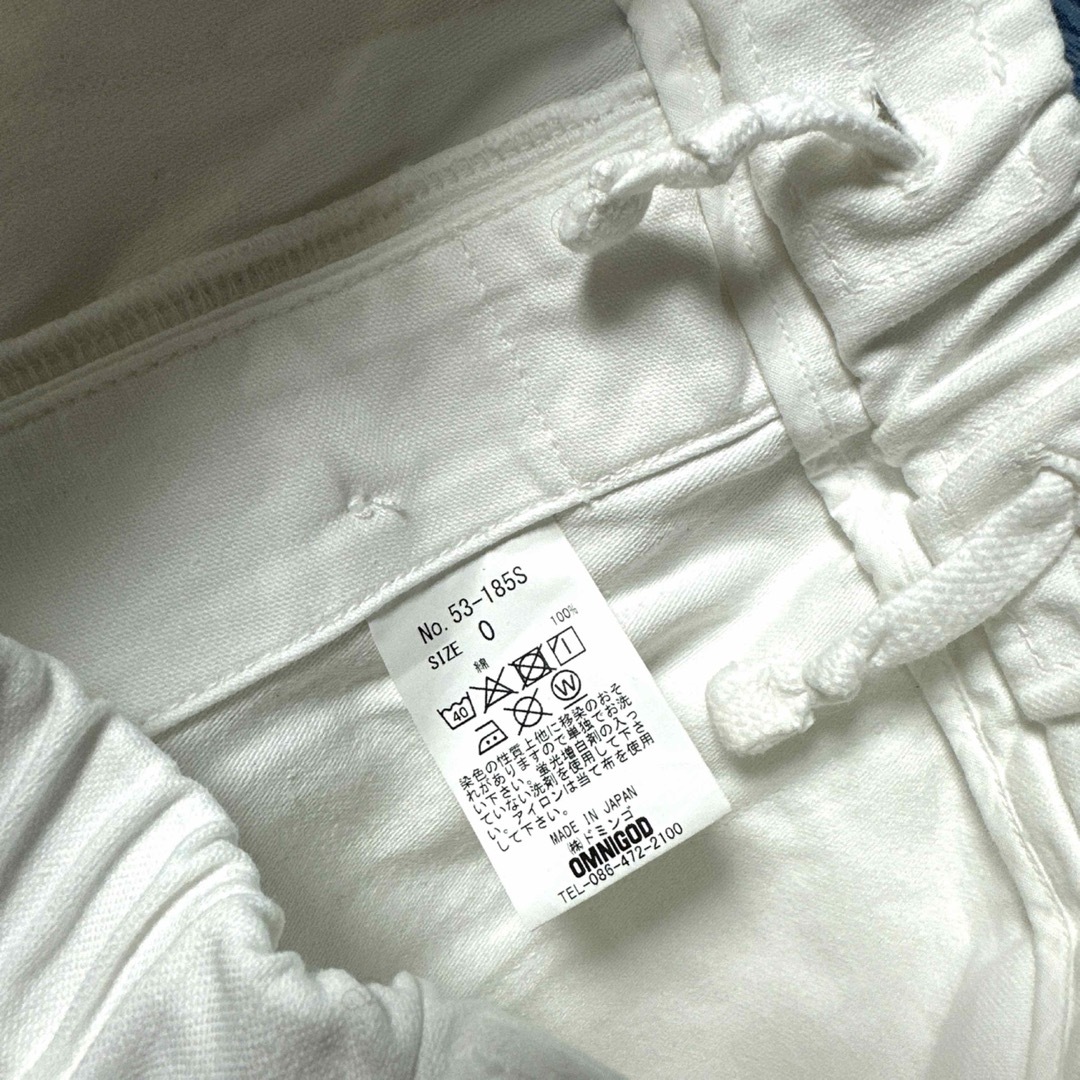 No. 53-185S
SIZE 0
綿 100%
40
W
染色の性質上他に移染のおそ
れがありますので単独でお洗
い下さい。蛍光増白剤の入っ
ていない洗剤を使用して下さ
い。アイロンは当て布を使用
して下さい。
MADE IN JAPAN
㈱ドミンゴ
OMNIGOD
TEL-086-472-2100